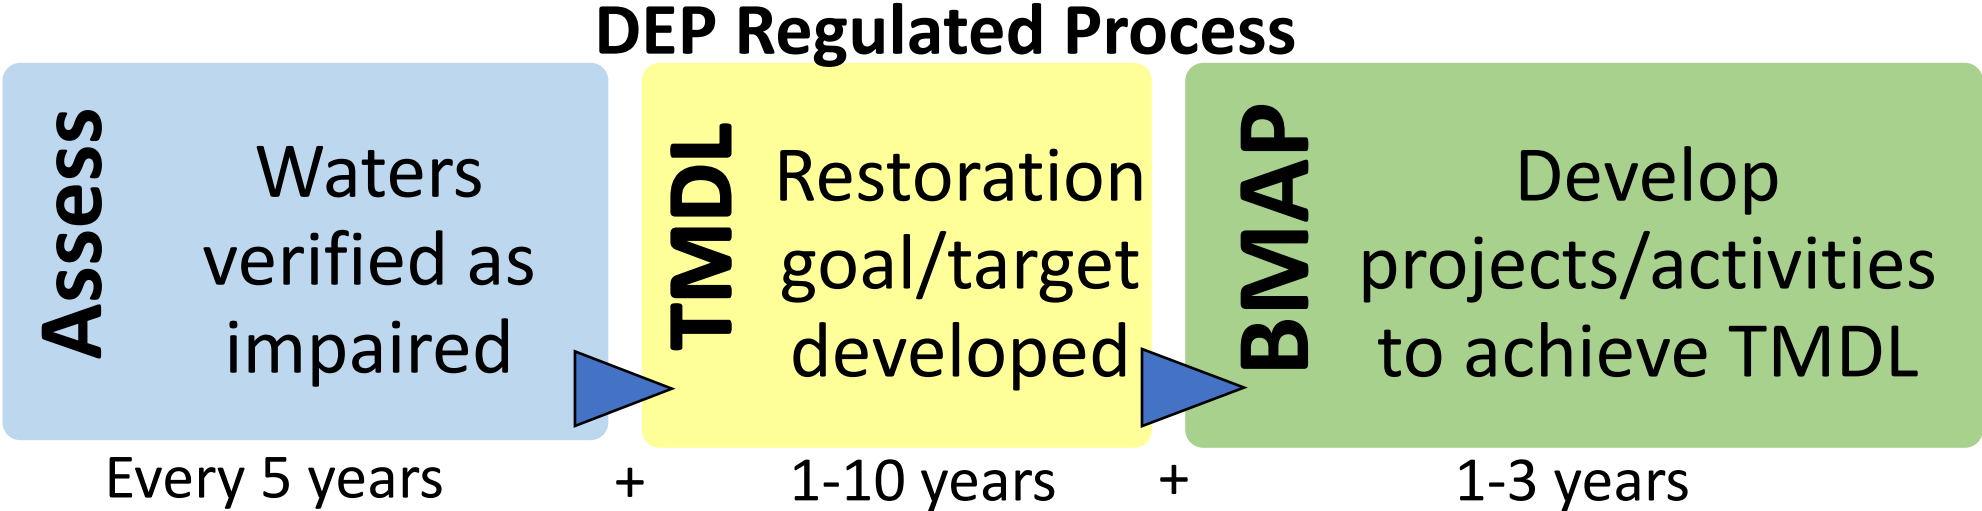 DEP Regulated Process
Assess
Waters
verified as
impaired
TMDL
Restoration
goal/target
developed
BMAP
Develop
projects/activities
to achieve TMDL
Every 5 years + 1-10 years + 1-3 years